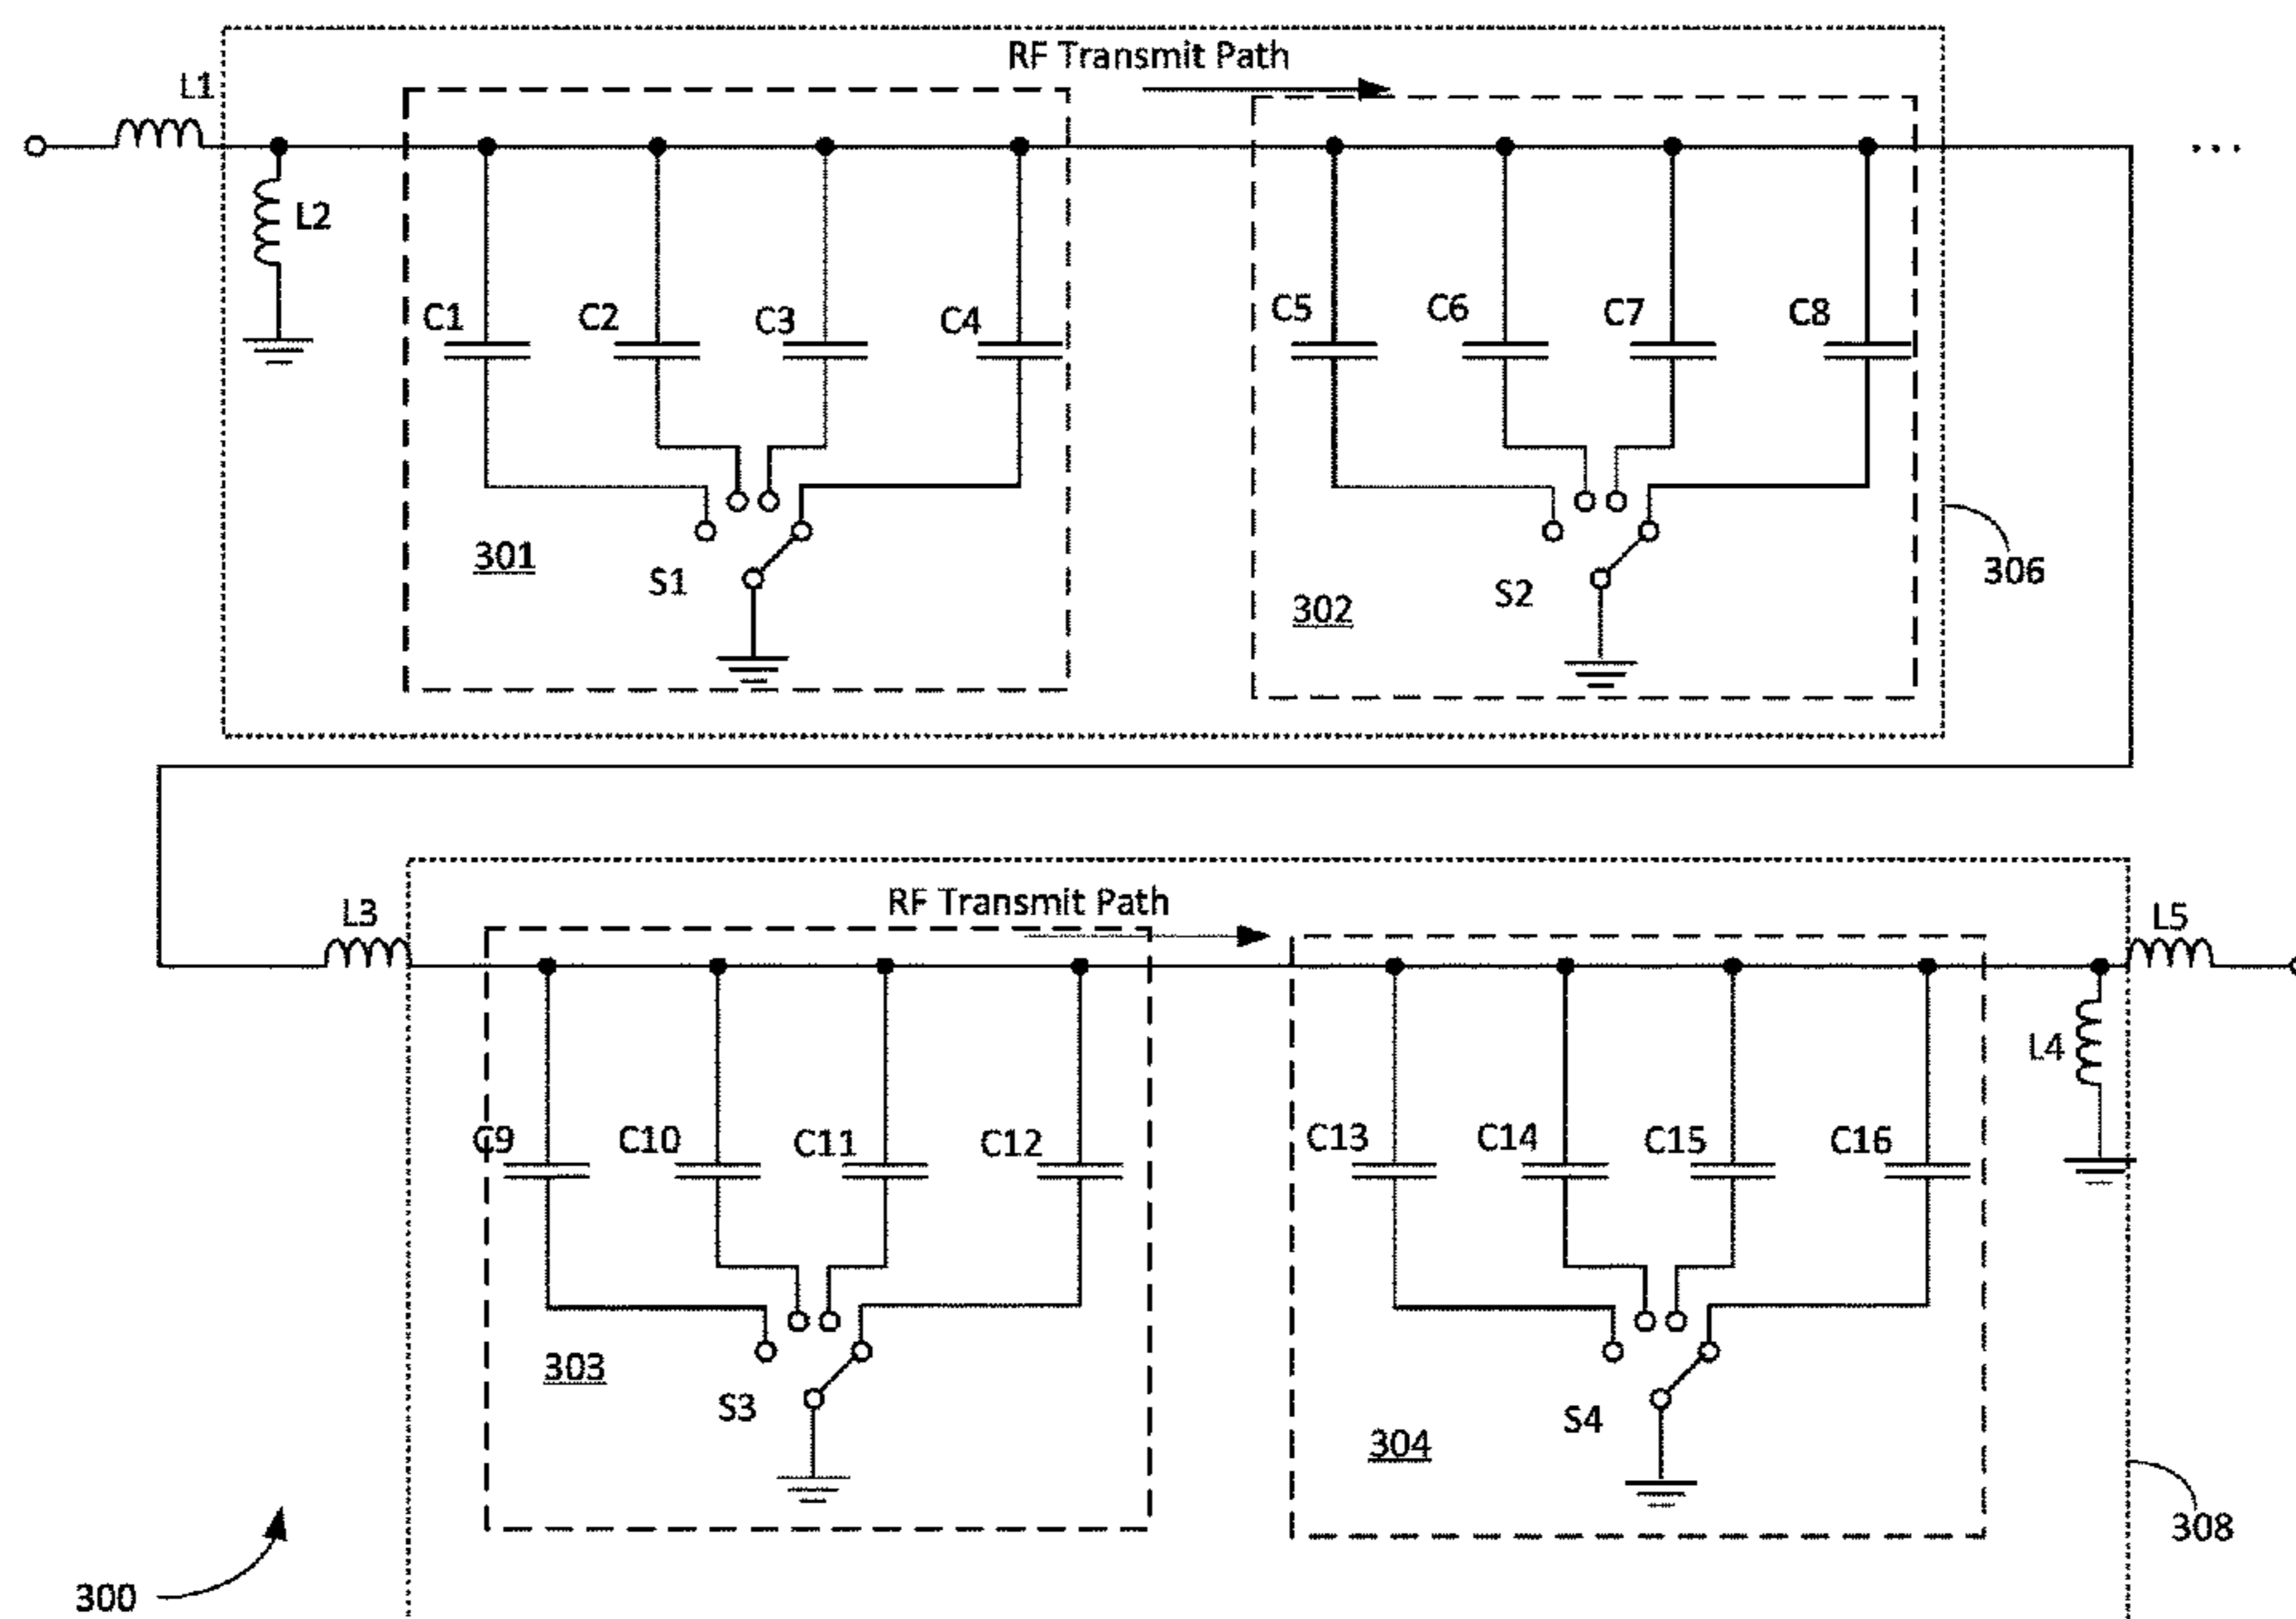 RF Transmit Path
L1
L2
C1
C2
C3
C4
C5
C6
C7
C8
...
301
S1
302
S2
306
RF Transmit Path
L3
L5
L4
C9
C10
C11
C12
C13
C14
C15
C16
303
S3
304
S4
308
300